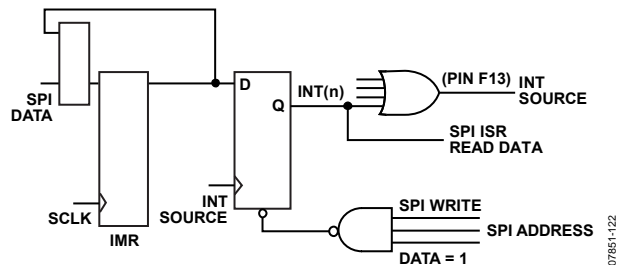 SPI
DATA
SCLK
IMR
D
Q
INT
SOURCE
INT(n)
(PIN F13)
INT
SOURCE
SPI ISR
READ DATA
SPI WRITE
SPI ADDRESS
DATA = 1
07851-122